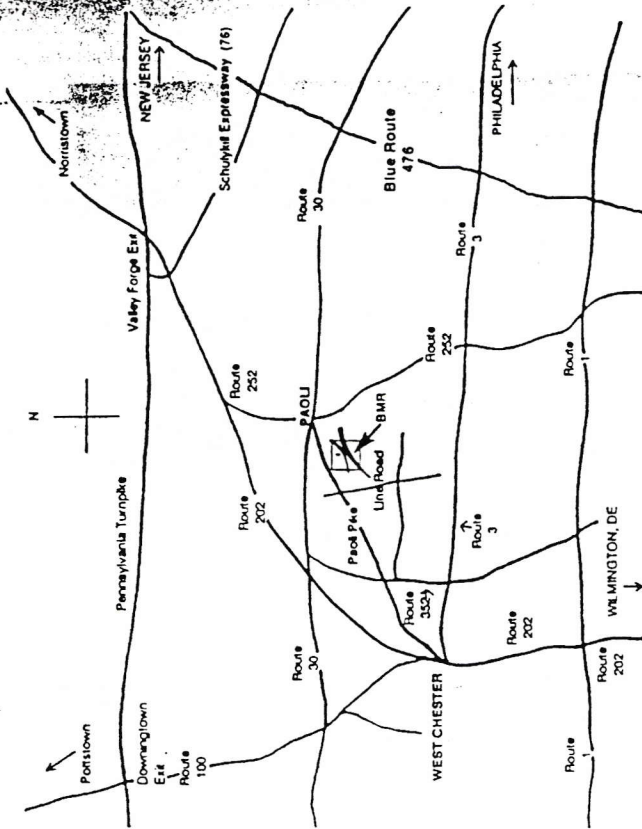 N
Pottstown
Pennsylvania Turnpike
Valley Forge Exit
Norristown
NEW JERSEY
Downingtown
Exit
Route
100
Schulykill Expressway (76)
Route
252
Route
202
Route
30
Route
30
PAOLI
Blue Route
476
BMR
Line Road
Paoli Pike
Route
252
Route
352
Route
3
Route
3
PHILADELPHIA
WEST CHESTER
Route
202
Route
1
Route
1
Route
202
WILMINGTON, DE